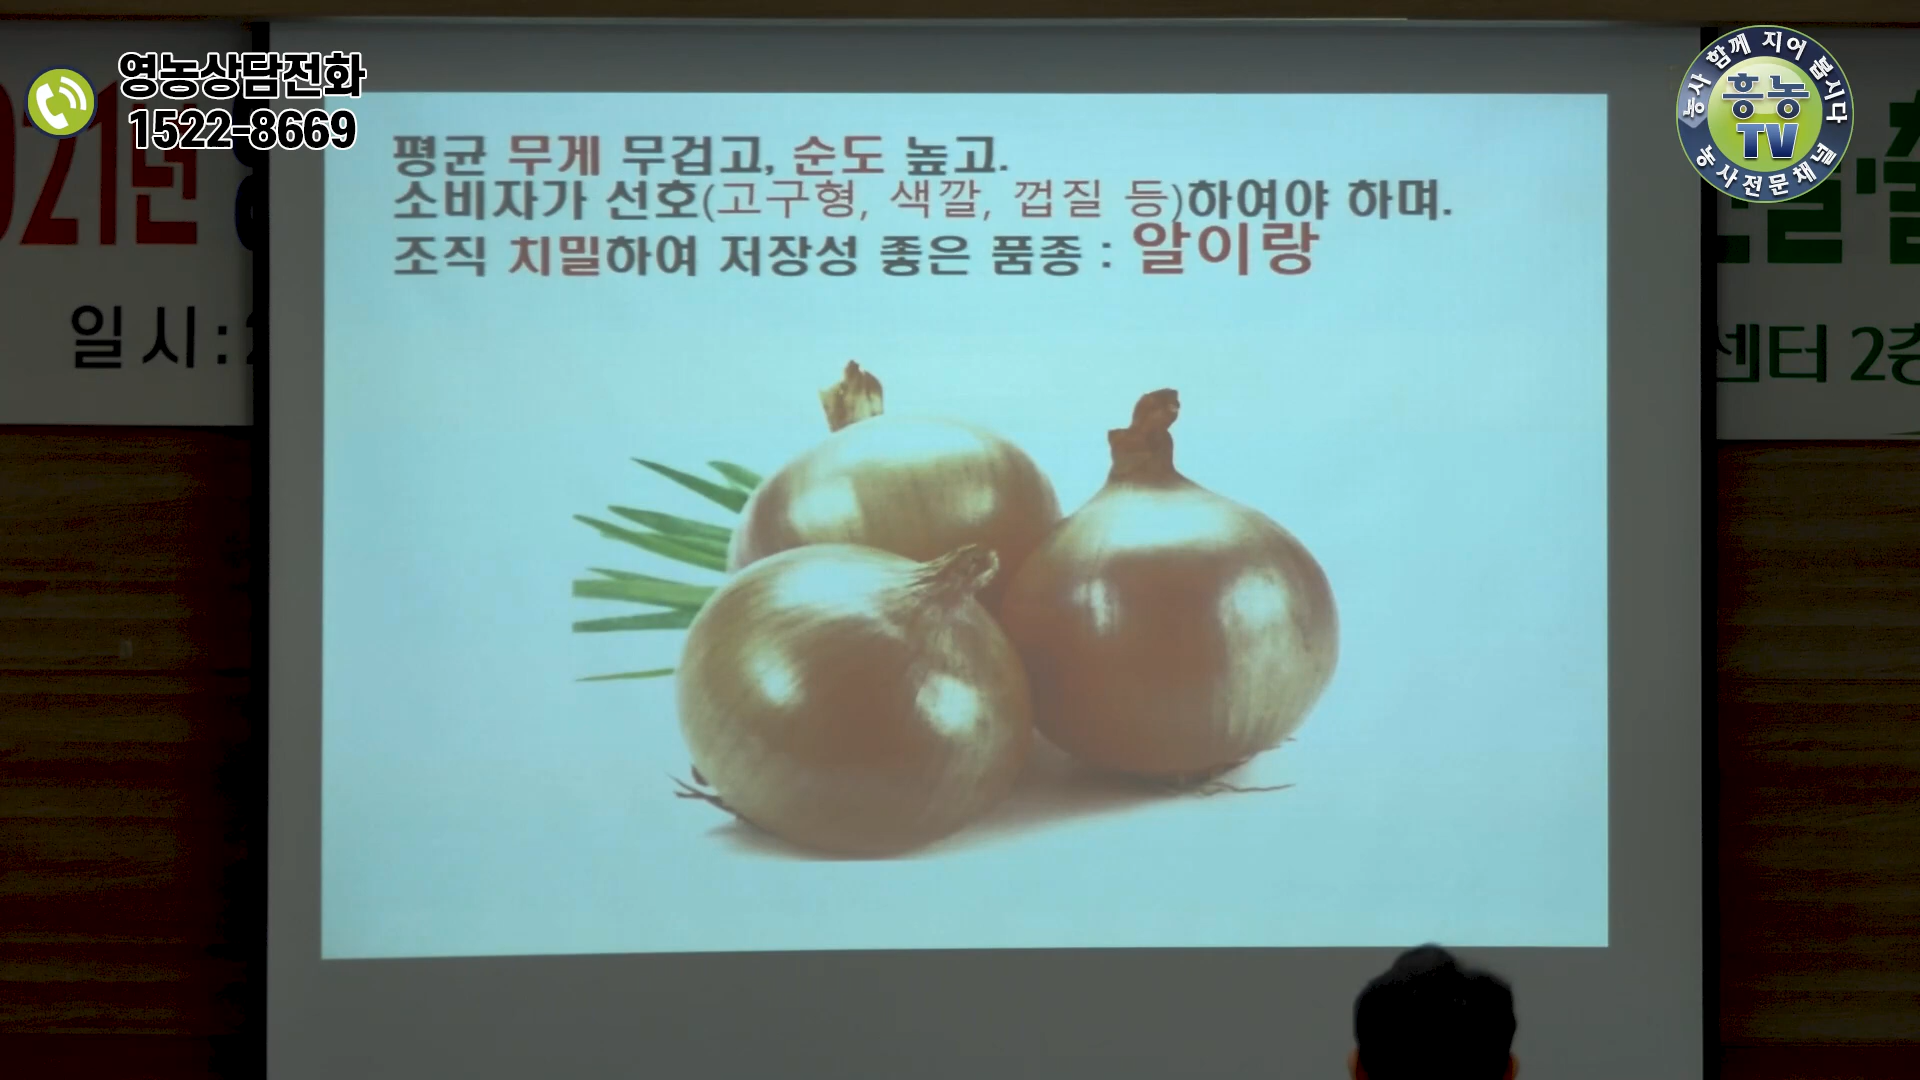 영농상담전화
1522-8669
농사 함께 지어 봅시다
흥농
TV
농사전문채널
평균 무게 무겁고, 순도 높고.
소비자가 선호(고구형, 색깔, 껍질 등)하여야 하며.
조직 치밀하여 저장성 좋은 품종 : 알이랑
021년
일시:
센터 2층